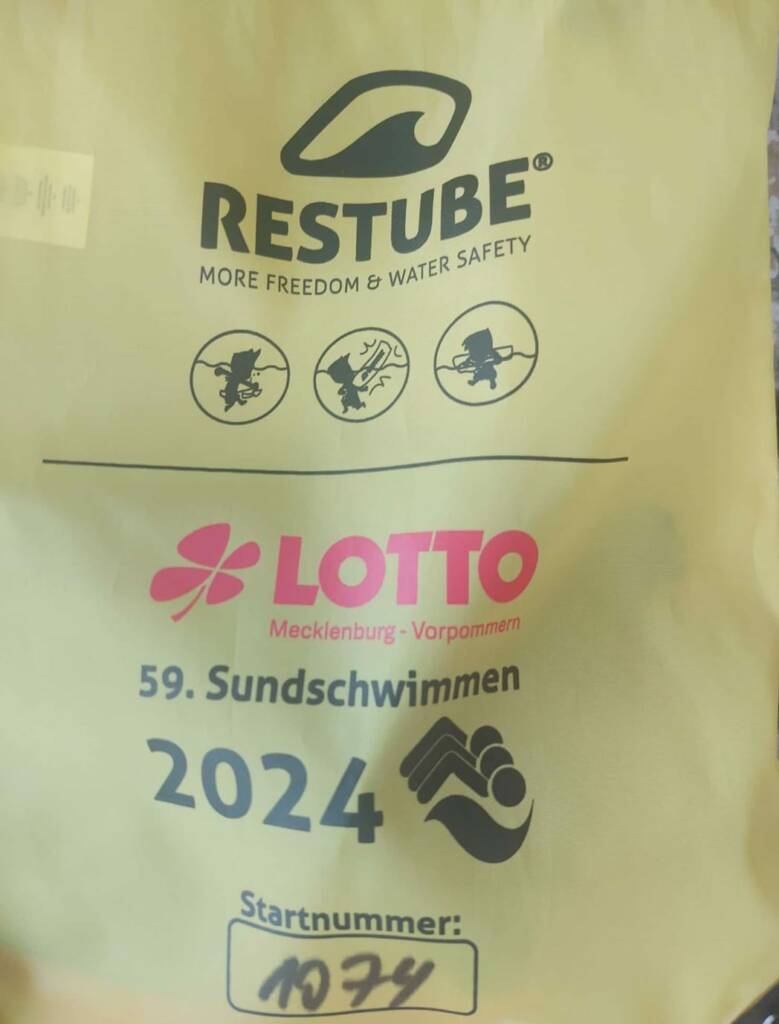 RESTUBE®
MORE FREEDOM & WATER SAFETY
LOTTO
Mecklenburg - Vorpommern
59. Sundschwimmen
2024
Startnummer:
1074